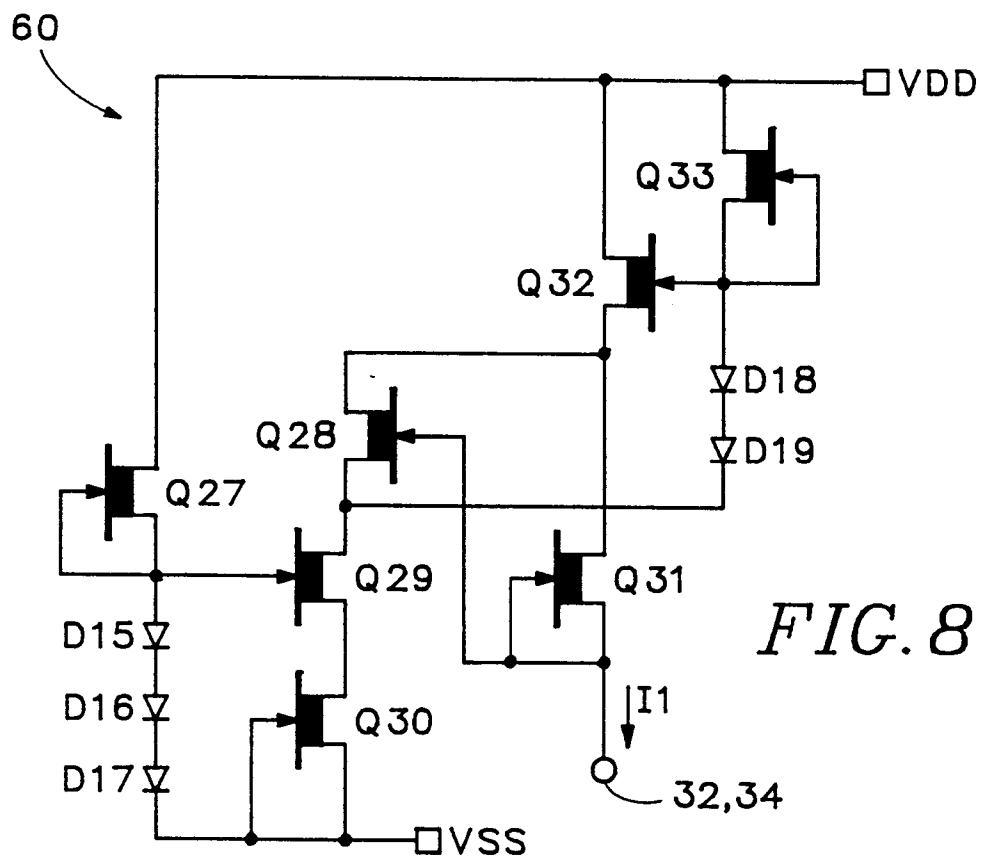 60
VDD
Q33
Q32
D18
Q28
D19
Q27
Q29
Q31
D15
FIG. 8
D16
Q30
I1
D17
32,34
VSS